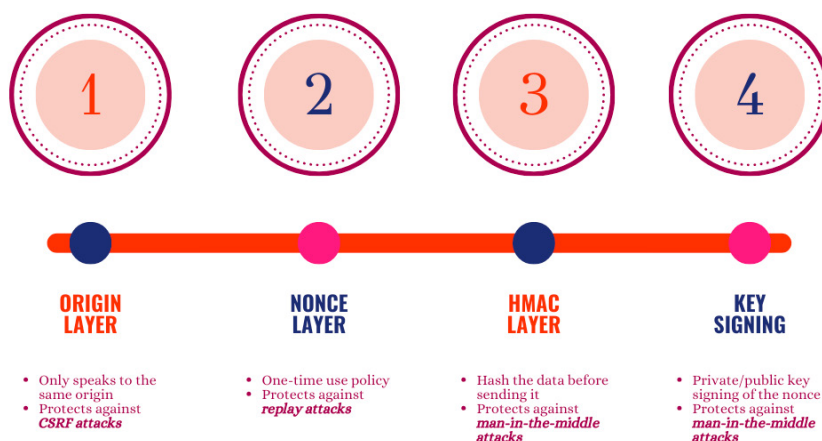 1
2
3
4
ORIGIN
LAYER
NONCE
LAYER
HMAC
LAYER
KEY
SIGNING
• Only speaks to the
same origin
• Protects against
CSRF attacks
• One-time use policy
• Protects against
replay attacks
• Hash the data before
sending it
• Protects against
man-in-the-middle
attacks
• Private/public key
signing of the nonce
• Protects against
man-in-the-middle
attacks